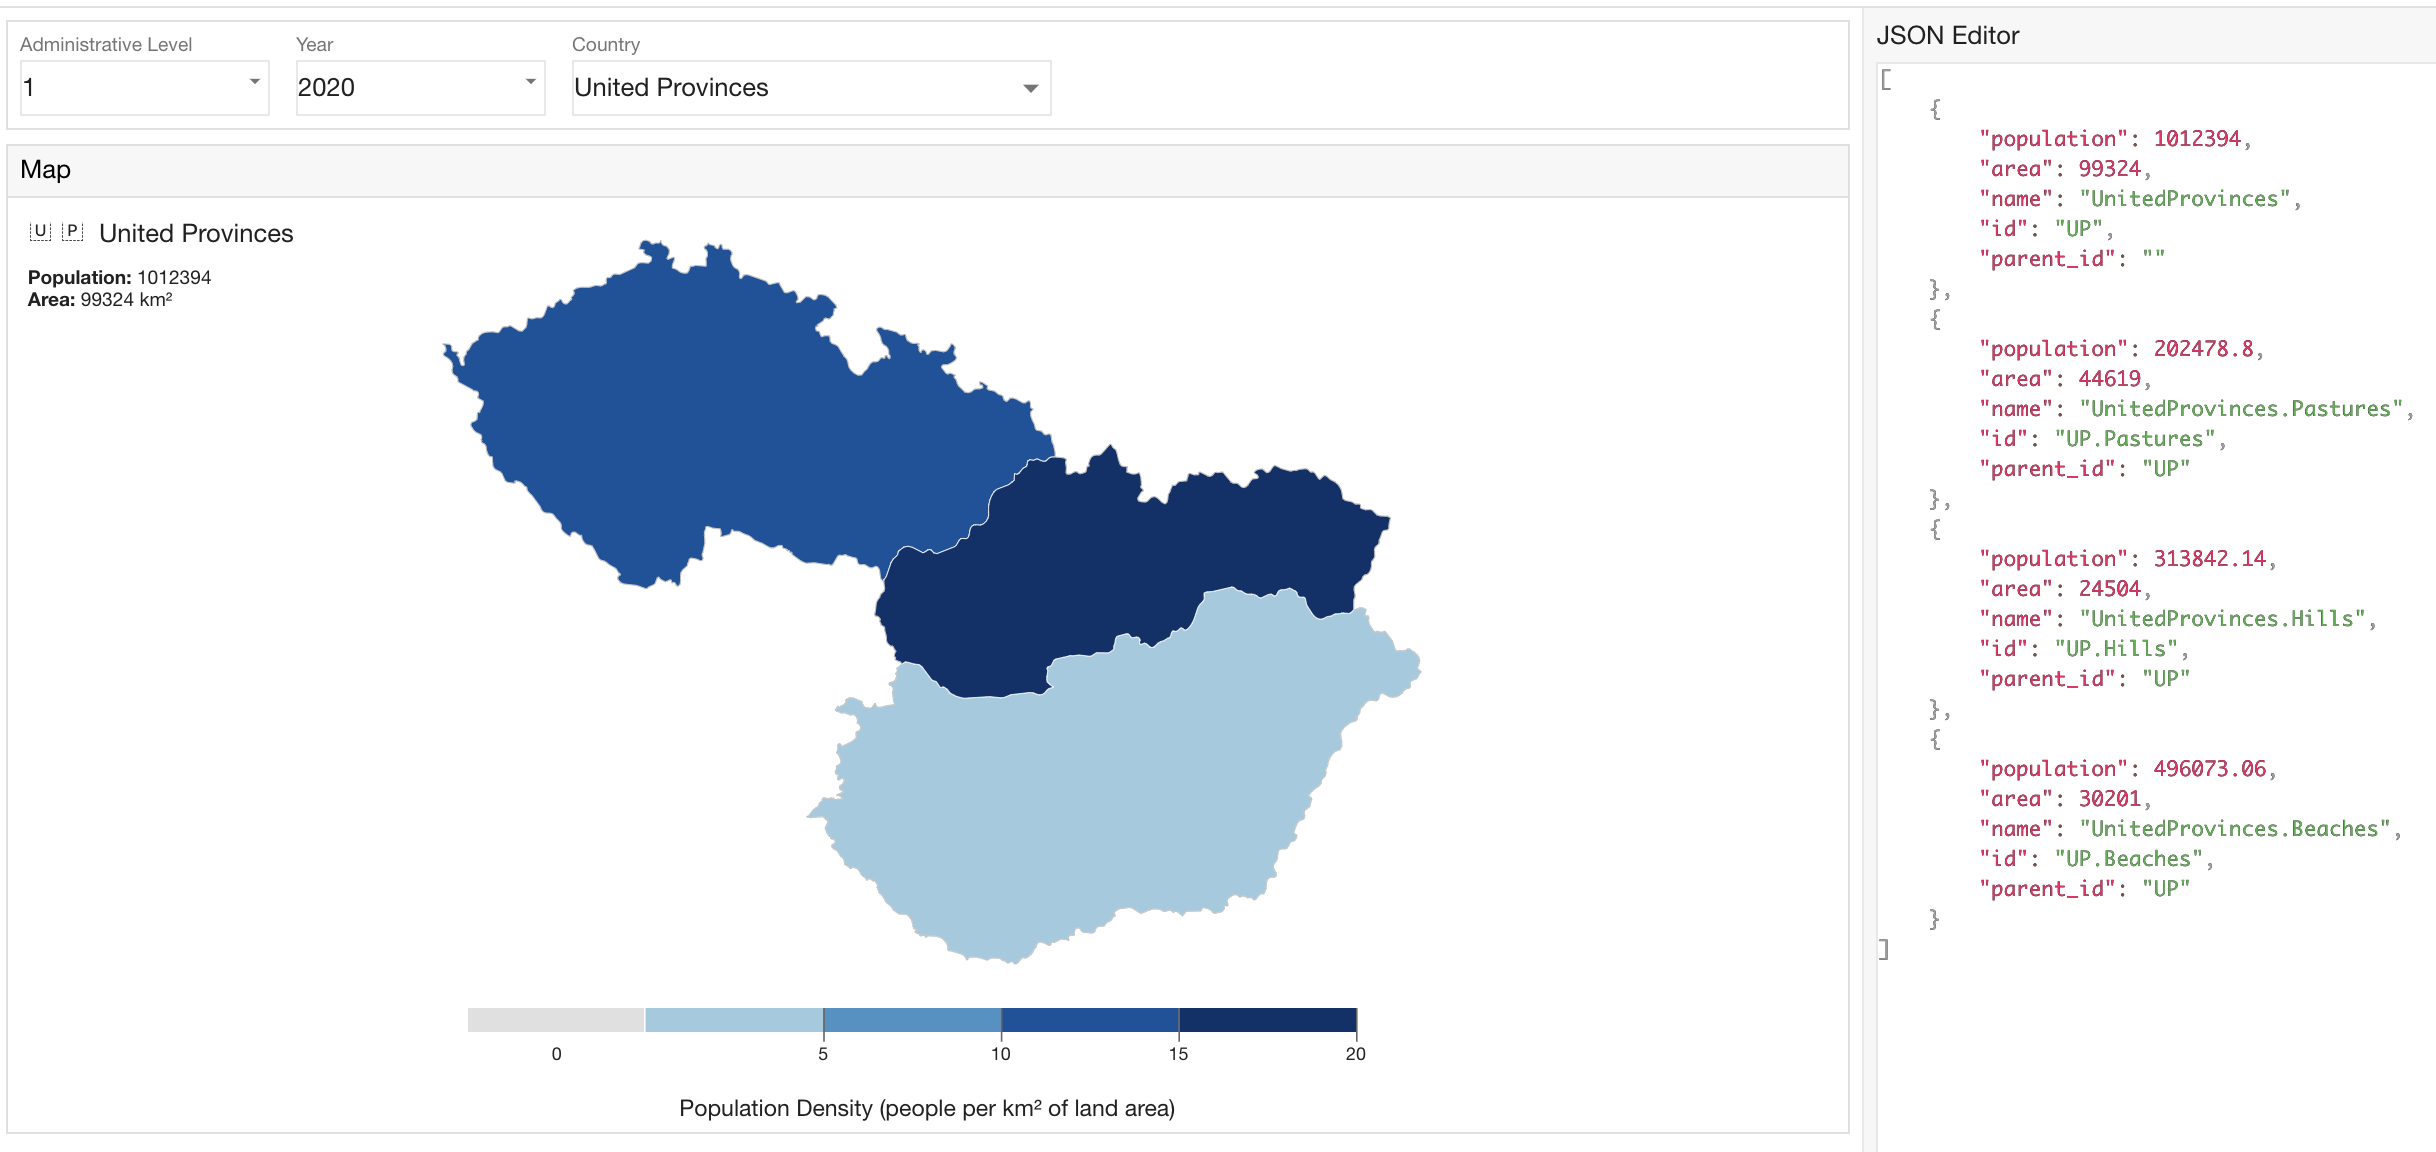 Administrative Level
1
Year
2020
Country
United Provinces
Map
U P United Provinces
Population: 1012394
Area: 99324 km²
0
5
10
15
20
Population Density (people per km² of land area)
JSON Editor
[
{
"population": 1012394,
"area": 99324,
"name": "UnitedProvinces",
"id": "UP",
"parent_id": ""
},
{
"population": 202478.8,
"area": 44619,
"name": "UnitedProvinces.Pastures",
"id": "UP.Pastures",
"parent_id": "UP"
},
{
"population": 313842.14,
"area": 24504,
"name": "UnitedProvinces.Hills",
"id": "UP.Hills",
"parent_id": "UP"
},
{
"population": 496073.06,
"area": 30201,
"name": "UnitedProvinces.Beaches",
"id": "UP.Beaches",
"parent_id": "UP"
}
]